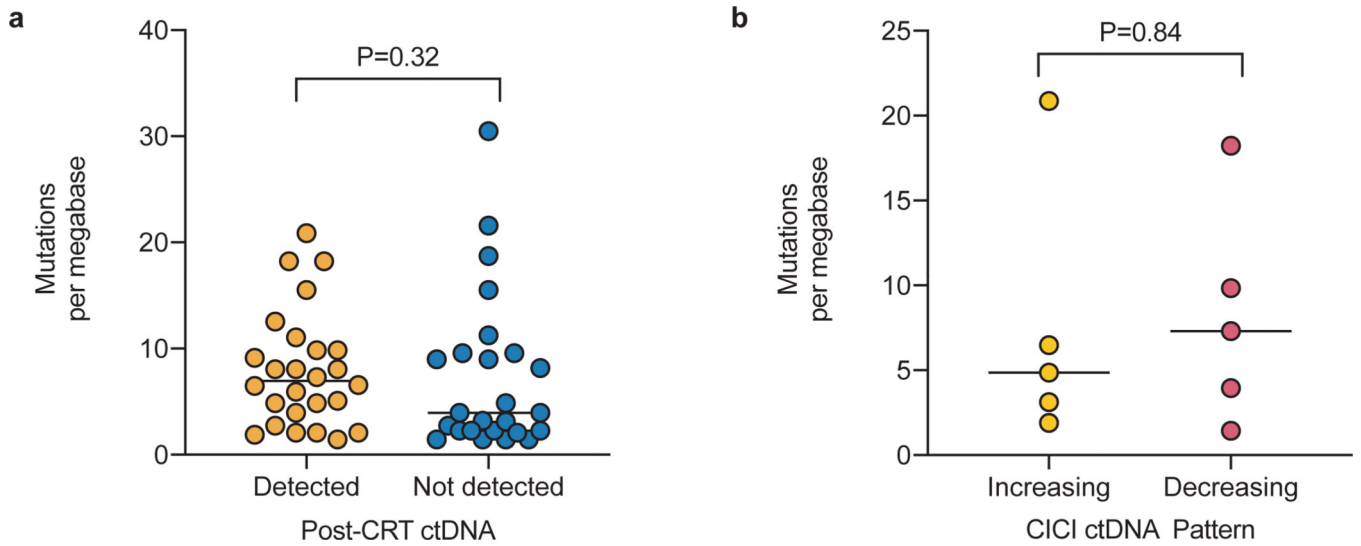 a
P=0.32
40
30
20
10
0
Mutations
per megabase
Detected
Not detected
Post-CRT ctDNA
b
P=0.84
25
20
15
10
5
0
Mutations
per megabase
Increasing
Decreasing
CICI ctDNA Pattern